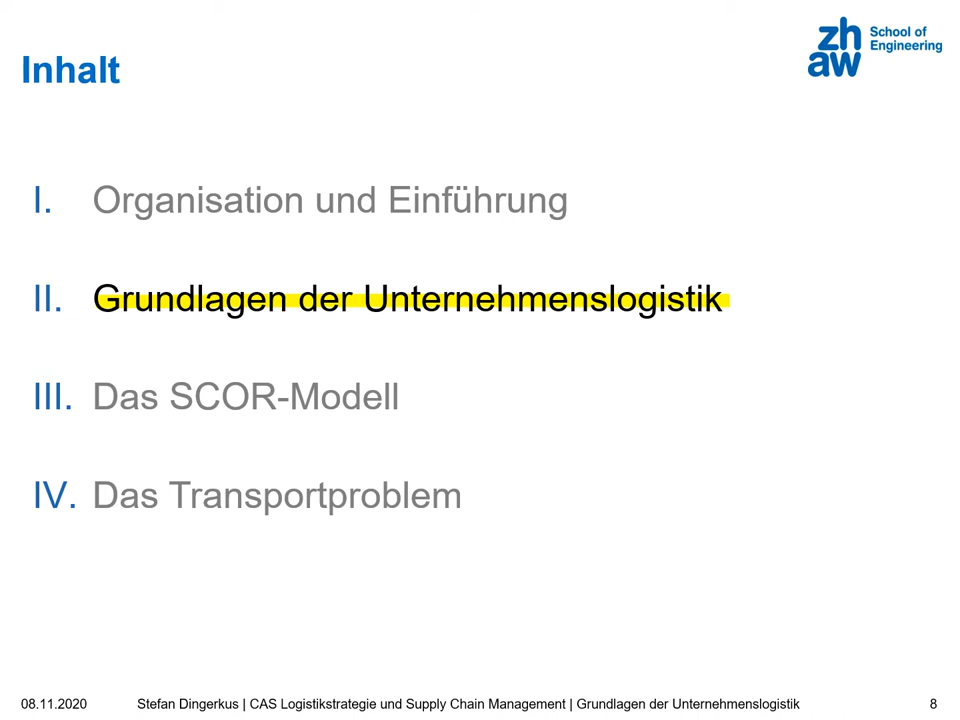 zh
aw
School of
Engineering
Inhalt
I. Organisation und Einführung
II. Grundlagen der Unternehmenslogistik
III. Das SCOR-Modell
IV. Das Transportproblem
08.11.2020 Stefan Dingerkus | CAS Logistikstrategie und Supply Chain Management | Grundlagen der Unternehmenslogistik 8